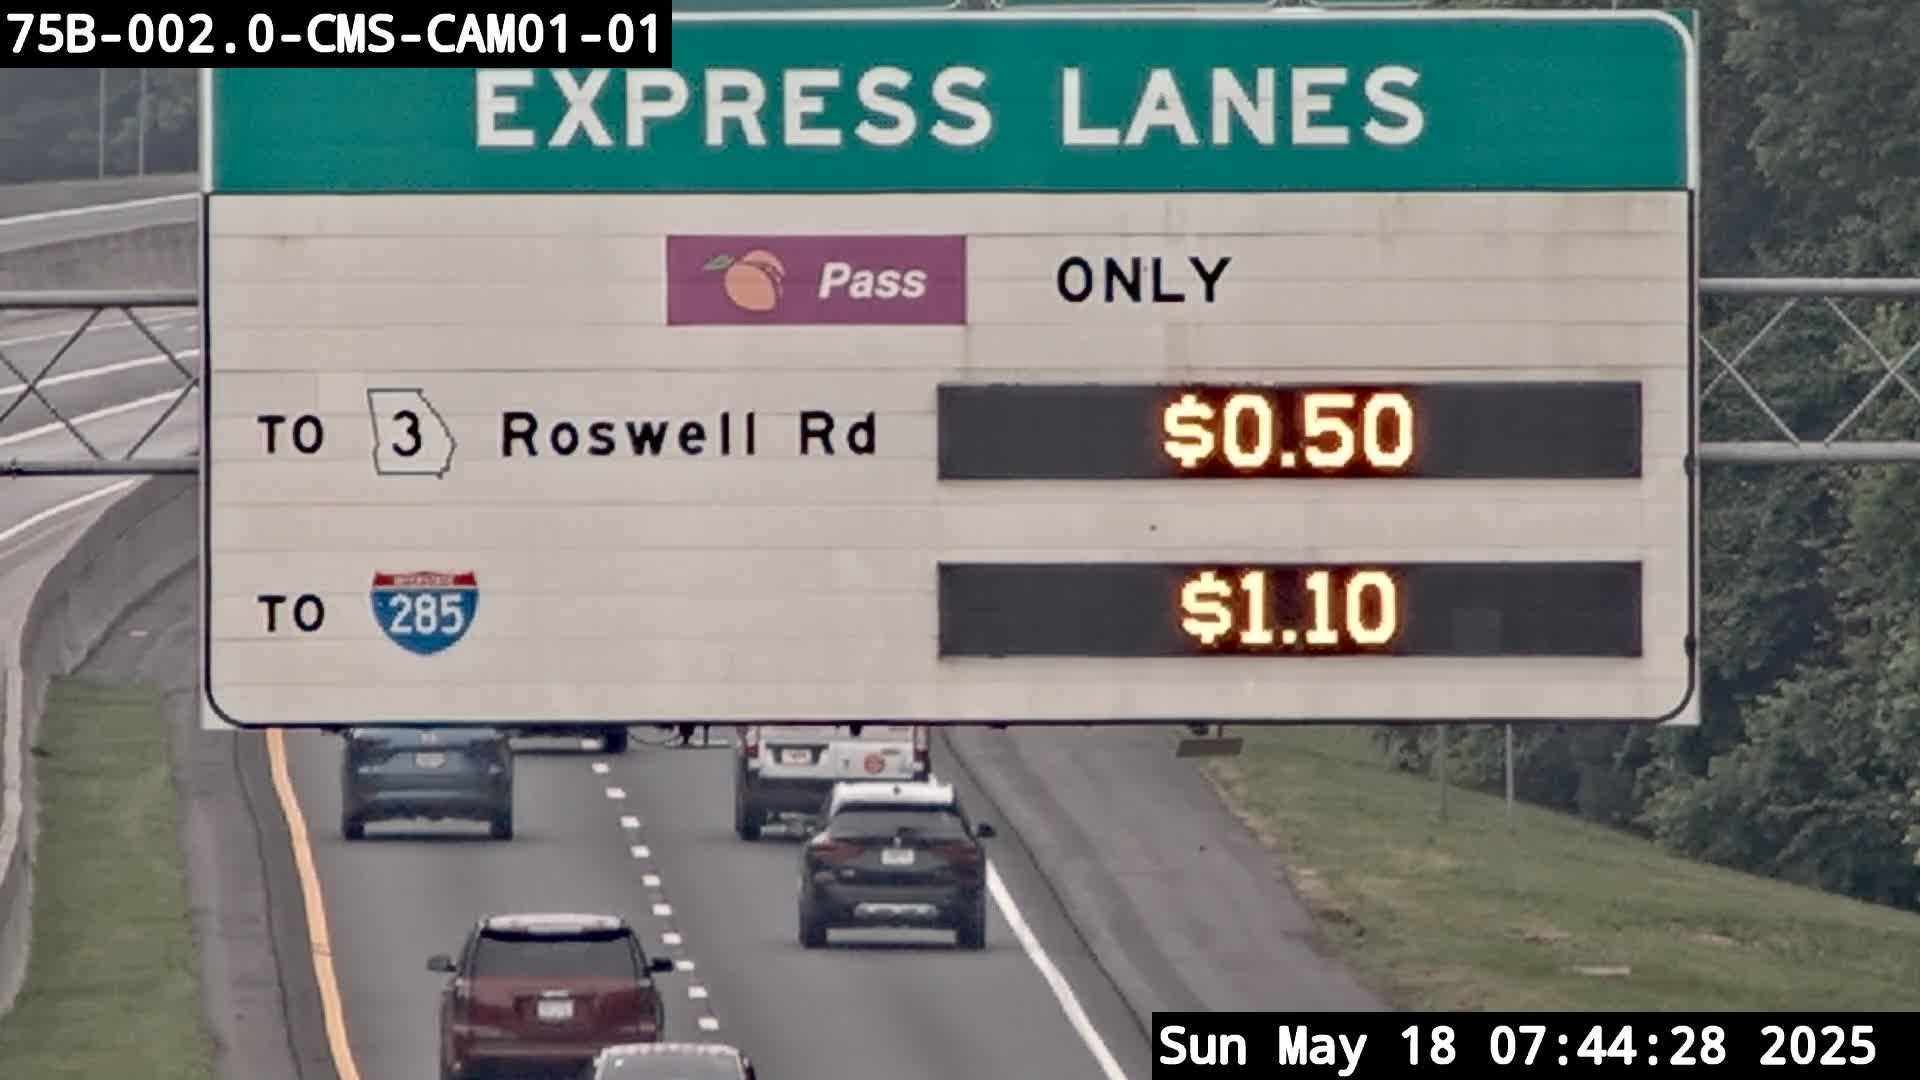 75B-002.0-CMS-CAM01-01
EXPRESS LANES
Pass ONLY
TO 3 Roswell Rd $0.50
TO INTERSTATE 285 $1.10
Sun May 18 07:44:28 2025